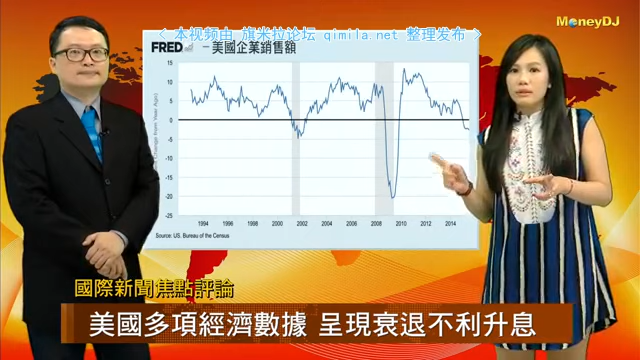 < 本视频由 旗米拉论坛 qimila.net 整理发布 >
MoneyDJ
FRED
美國企業銷售額
15
10
5
0
-5
-10
-15
-20
-25
1994 1996 1998 2000 2002 2004 2006 2008 2010 2012 2014
Source: US. Bureau of the Census
國際新聞焦點評論
美國多項經濟數據 呈現衰退不利升息